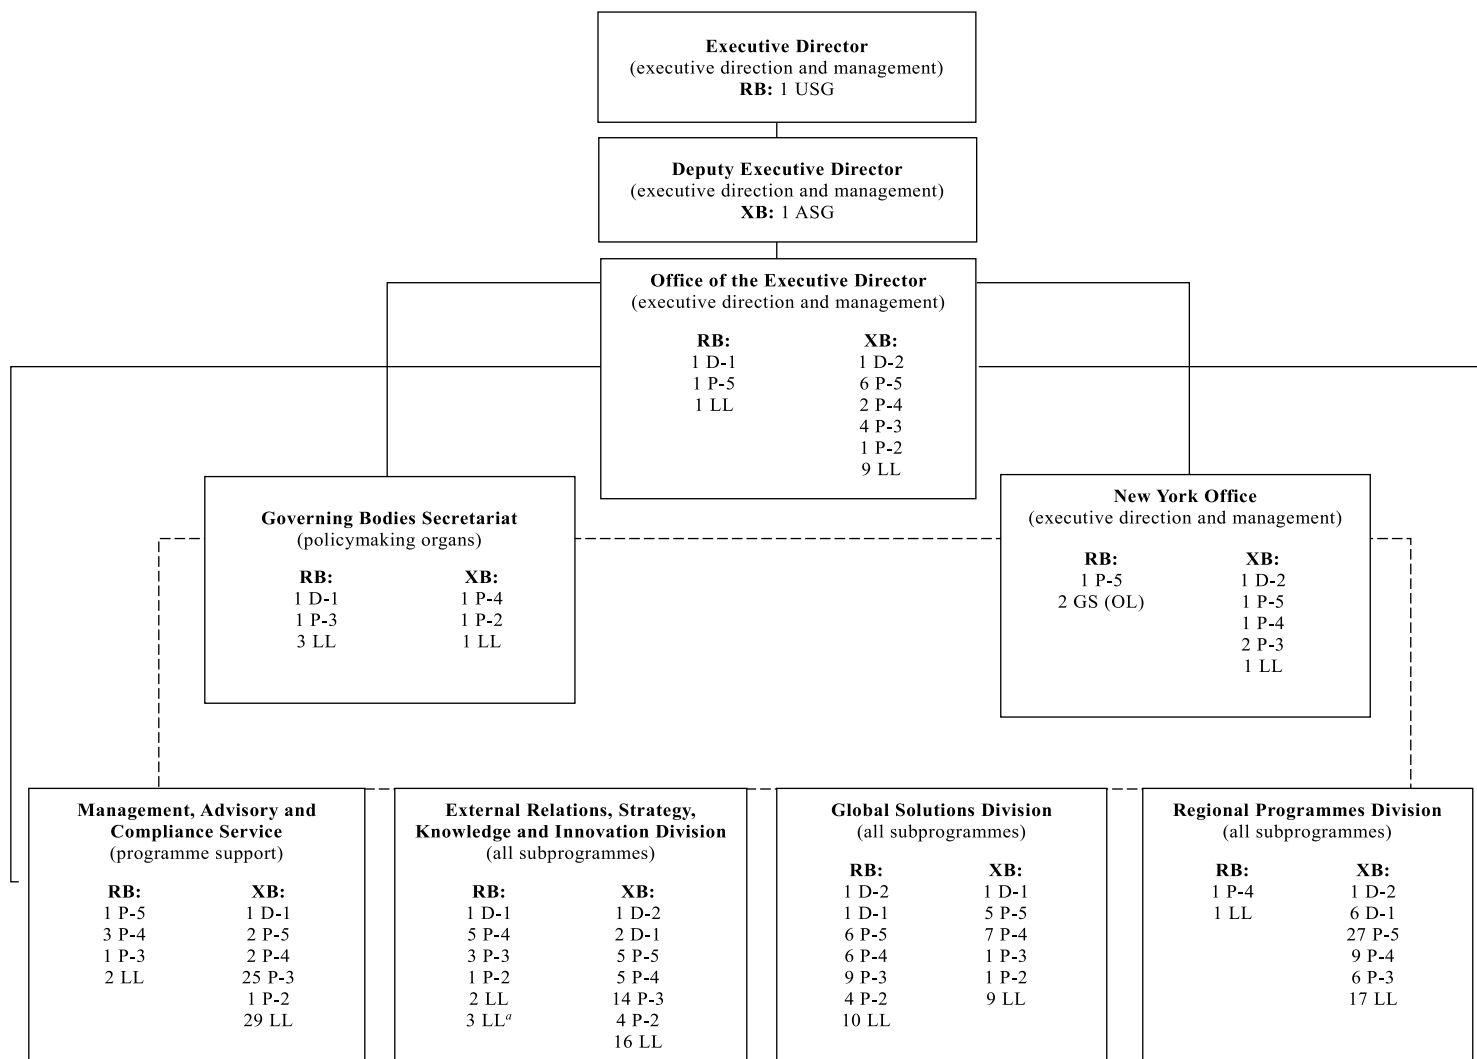 Executive Director
(executive direction and management)
RB: 1 USG
Deputy Executive Director
(executive direction and management)
XB: 1 ASG
Office of the Executive Director
(executive direction and management)
RB:
1 D-1
1 P-5
1 LL
XB:
1 D-2
6 P-5
2 P-4
4 P-3
1 P-2
9 LL
Governing Bodies Secretariat
(policymaking organs)
RB:
1 D-1
1 P-3
3 LL
XB:
1 P-4
1 P-2
1 LL
New York Office
(executive direction and management)
RB:
1 P-5
2 GS (OL)
XB:
1 D-2
1 P-5
1 P-4
2 P-3
1 LL
Management, Advisory and
Compliance Service
(programme support)
RB:
1 P-5
3 P-4
1 P-3
2 LL
XB:
1 D-1
2 P-5
2 P-4
25 P-3
1 P-2
29 LL
External Relations, Strategy,
Knowledge and Innovation Division
(all subprogrammes)
RB:
1 D-1
5 P-4
3 P-3
1 P-2
2 LL
3 LLᵃ
XB:
1 D-2
2 D-1
5 P-5
5 P-4
14 P-3
4 P-2
16 LL
Global Solutions Division
(all subprogrammes)
RB:
1 D-2
1 D-1
6 P-5
6 P-4
9 P-3
4 P-2
10 LL
XB:
1 D-1
5 P-5
7 P-4
1 P-3
1 P-2
9 LL
Regional Programmes Division
(all subprogrammes)
RB:
1 P-4
1 LL
XB:
1 D-2
6 D-1
27 P-5
9 P-4
6 P-3
17 LL